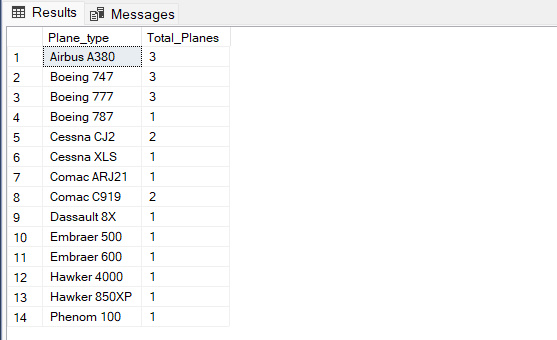 Results Messages
Plane_type Total_Planes
1 Airbus A380 3
2 Boeing 747 3
3 Boeing 777 3
4 Boeing 787 1
5 Cessna CJ2 2
6 Cessna XLS 1
7 Comac ARJ21 1
8 Comac C919 2
9 Dassault 8X 1
10 Embraer 500 1
11 Embraer 600 1
12 Hawker 4000 1
13 Hawker 850XP 1
14 Phenom 100 1